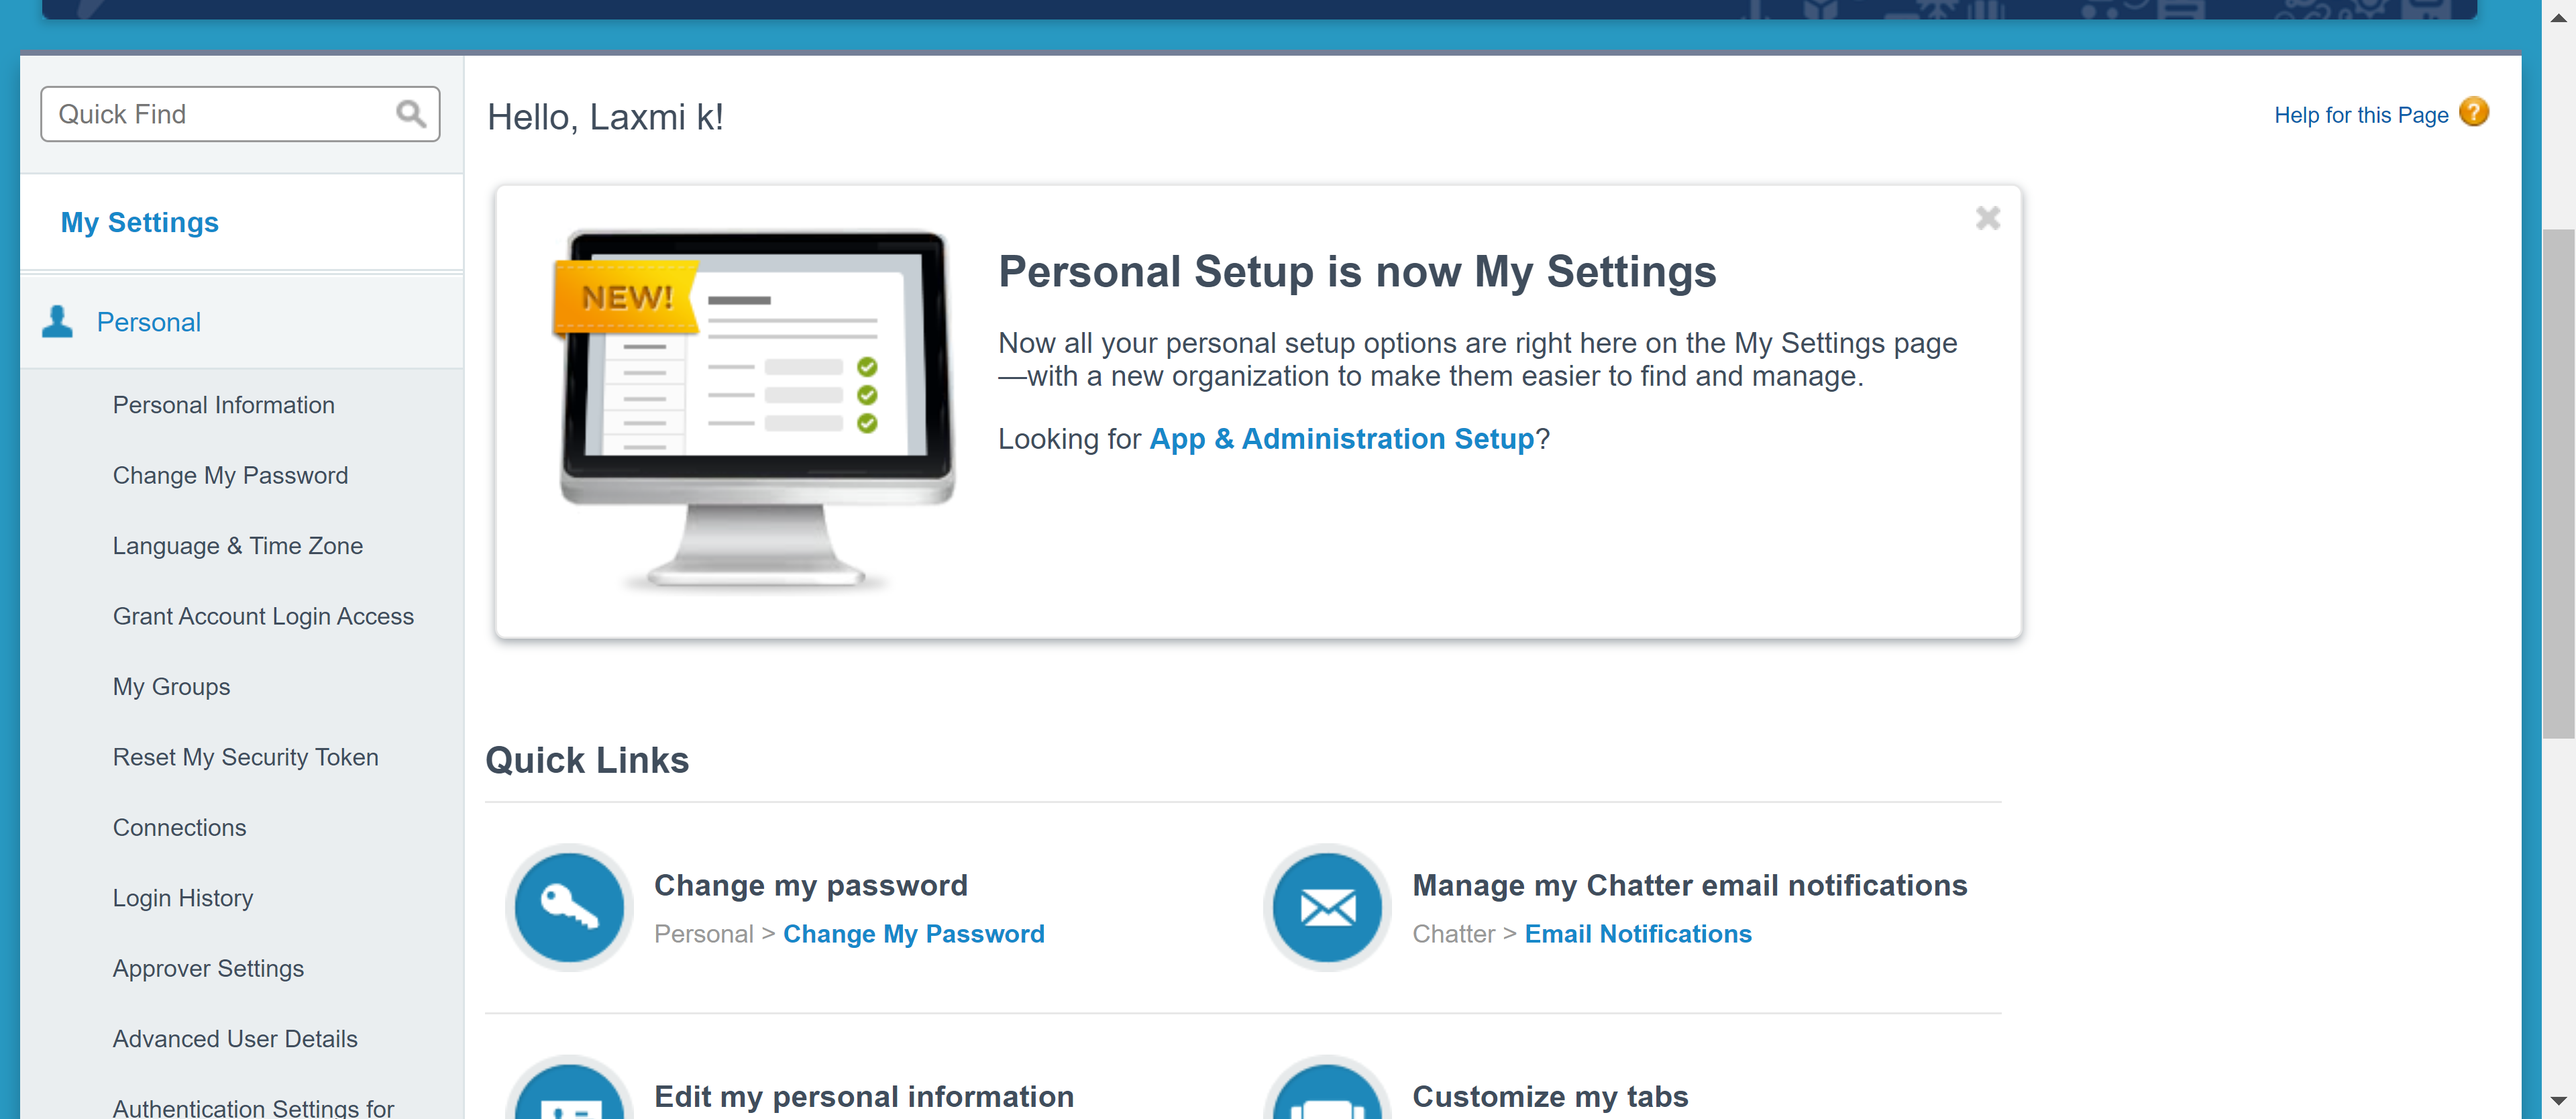 Quick Find
My Settings
Personal
Personal Information
Change My Password
Language & Time Zone
Grant Account Login Access
My Groups
Reset My Security Token
Connections
Login History
Approver Settings
Advanced User Details
Authentication Settings for
Hello, Laxmi k!
Help for this Page ?
NEW!
Personal Setup is now My Settings
Now all your personal setup options are right here on the My Settings page
—with a new organization to make them easier to find and manage.
Looking for App & Administration Setup?
Quick Links
Change my password
Personal > Change My Password
Manage my Chatter email notifications
Chatter > Email Notifications
Edit my personal information
Customize my tabs